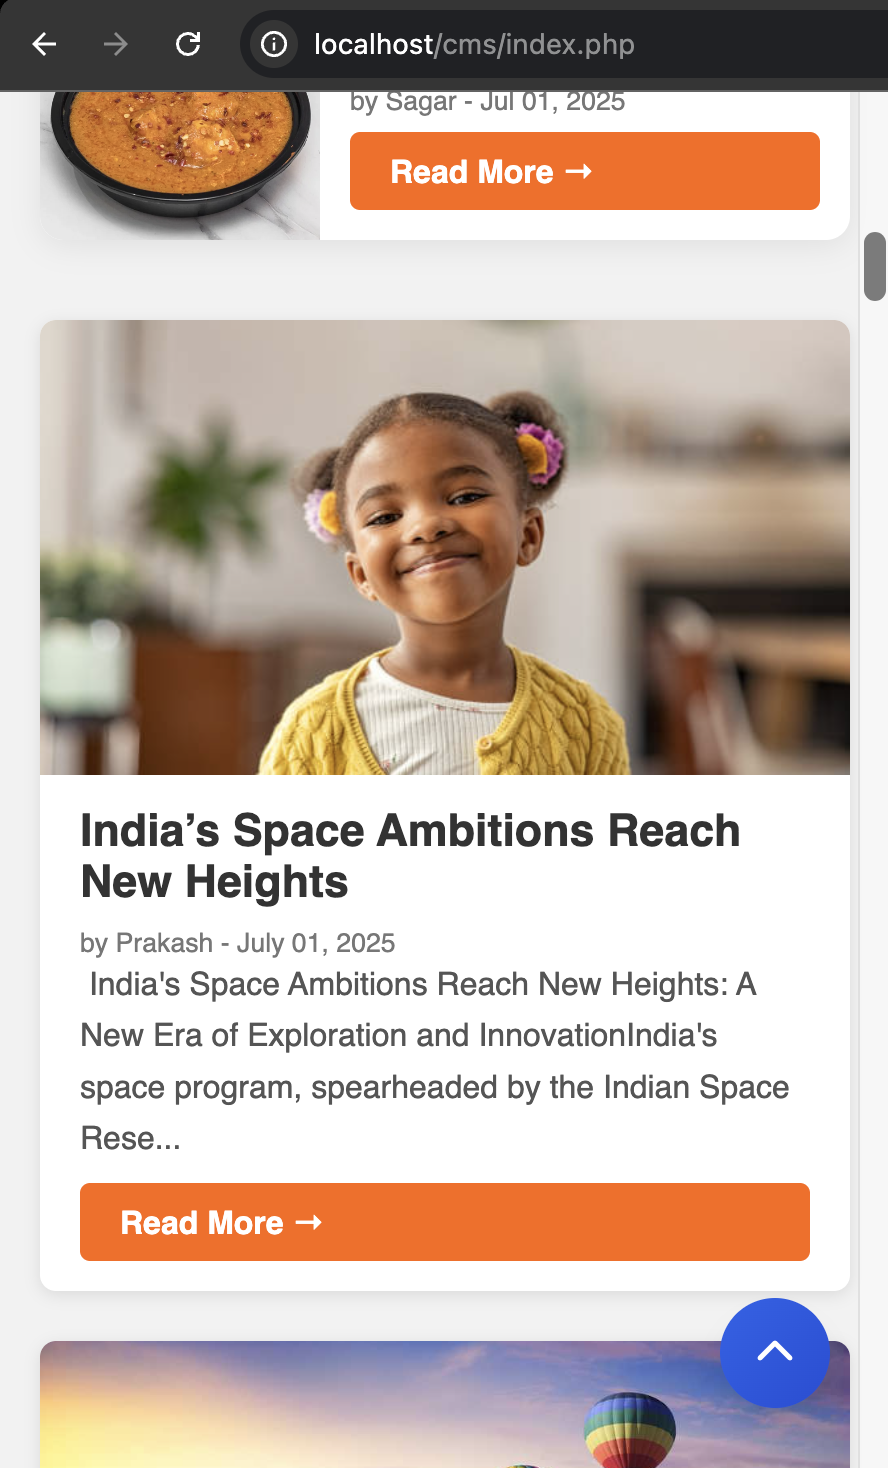 localhost/cms/index.php
by Sagar - Jul 01, 2025
Read More →
India’s Space Ambitions Reach
New Heights
by Prakash - July 01, 2025
India's Space Ambitions Reach New Heights: A
New Era of Exploration and InnovationIndia's
space program, spearheaded by the Indian Space
Rese...
Read More →